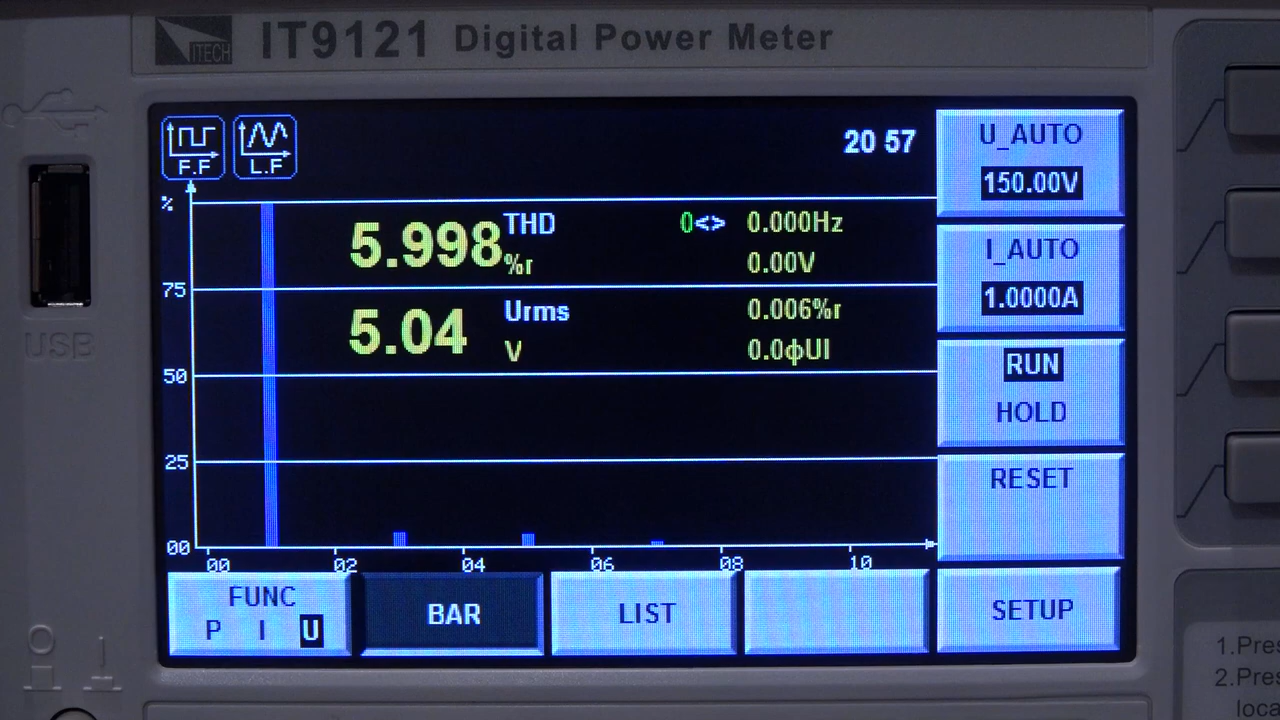 ITECH IT9121 Digital Power Meter
F.F L.F 20 57
U_AUTO
150.00V
I_AUTO
1.0000A
RUN
HOLD
RESET
SETUP
%
5.998 THD %r 0<> 0.000Hz
0.00V
75
5.04 Urms V 0.006%r
0.0ϕUI
50
25
00
00 02 04 06 08 10
FUNC
P I U
BAR
LIST
USB
1.Pres
2.Pres
loca